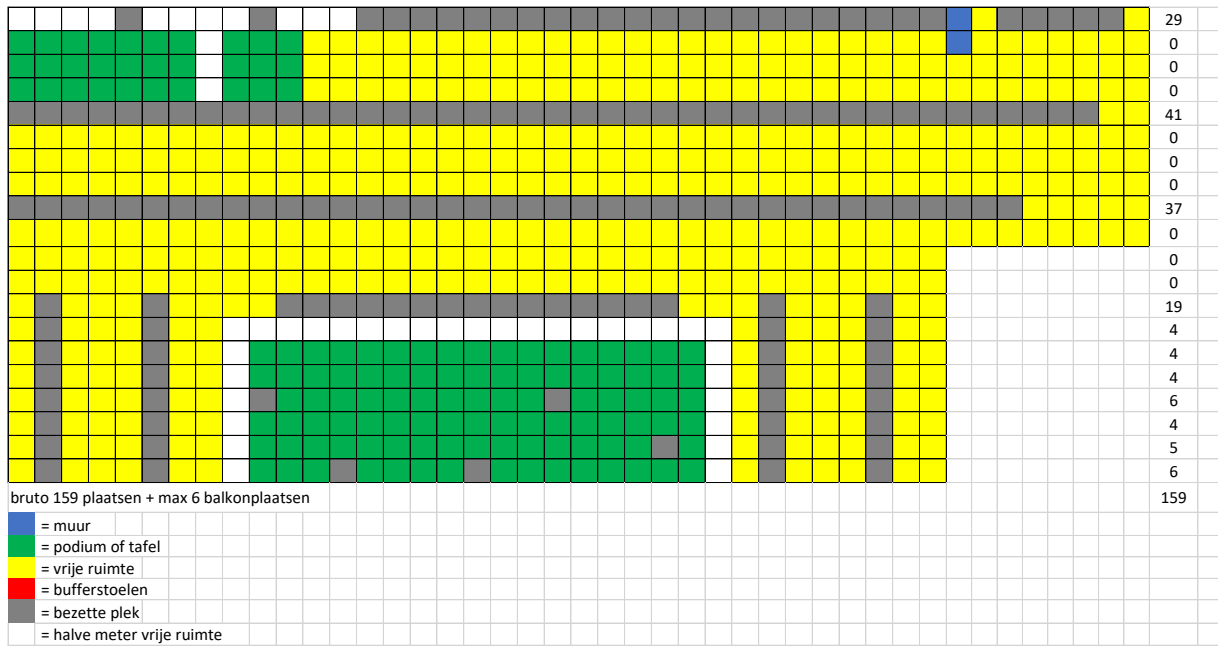 29
0
0
0
41
0
0
0
37
0
0
0
19
4
4
4
6
4
5
6
bruto 159 plaatsen + max 6 balkonplaatsen 159
= muur
= podium of tafel
= vrije ruimte
= bufferstoelen
= bezette plek
= halve meter vrije ruimte